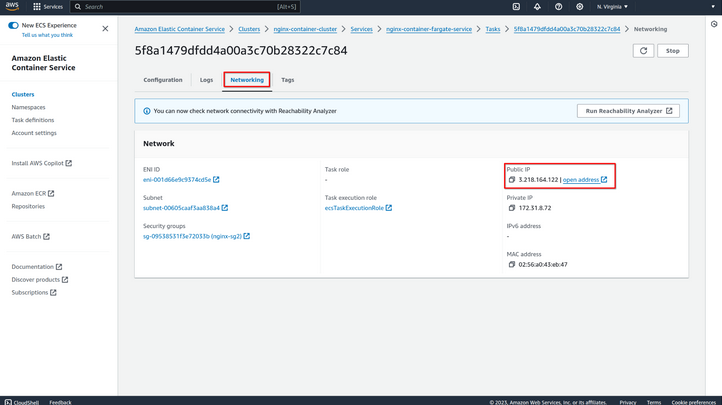 aws
Services
Search
[Alt+S]
N. Virginia
New ECS Experience
Tell us what you think
Amazon Elastic
Container Service
Clusters
Namespaces
Task definitions
Account settings
Install AWS Copilot
Amazon ECR
Repositories
AWS Batch
Documentation
Discover products
Subscriptions
Amazon Elastic Container Service
Clusters
nginx-container-cluster
Services
nginx-container-fargate-service
Tasks
5f8a1479dfdd4a00a3c70b28322c7c84
Networking
5f8a1479dfdd4a00a3c70b28322c7c84
Stop
Configuration
Logs
Networking
Tags
You can now check network connectivity with Reachability Analyzer
Run Reachability Analyzer
Network
ENI ID
eni-001d66e9c9374cd5e
Subnet
subnet-00605caaf3aa838a4
Security groups
sg-09538531f3e72033b (nginx-sg2)
Task role
-
Task execution role
ecsTaskExecutionRole
Public IP
3.218.164.122 | open address
Private IP
172.31.8.72
IPv6 address
-
MAC address
02:56:a0:43:eb:47
CloudShell
Feedback
© 2023, Amazon Web Services, Inc. or its affiliates.
Privacy
Terms
Cookie preferences